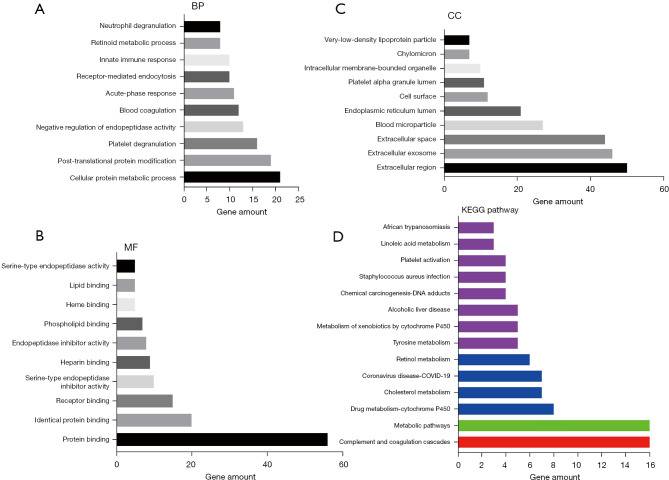 A
BP
Neutrophil degranulation
Retinoid metabolic process
Innate immune response
Receptor-mediated endocytosis
Acute-phase response
Blood coagulation
Negative regulation of endopeptidase activity
Platelet degranulation
Post-translational protein modification
Cellular protein metabolic process
0 5 10 15 20 25
Gene amount
C
CC
Very-low-density lipoprotein particle
Chylomicron
Intracellular membrane-bounded organelle
Platelet alpha granule lumen
Cell surface
Endoplasmic reticulum lumen
Blood microparticle
Extracellular space
Extracellular exosome
Extracellular region
0 20 40 60
Gene amount
B
MF
Serine-type endopeptidase activity
Lipid binding
Heme binding
Phospholipid binding
Endopeptidase inhibitor activity
Heparin binding
Serine-type endopeptidase
inhibitor activity
Receptor binding
Identical protein binding
Protein binding
0 20 40 60
Gene amount
D
KEGG pathway
African trypanosomiasis
Linoleic acid metabolism
Platelet activation
Staphylococcus aureus infection
Chemical carcinogenesis-DNA adducts
Alcoholic liver disease
Metabolism of xenobiotics by cytochrome P450
Tyrosine metabolism
Retinol metabolism
Coronavirus disease-COVID-19
Cholesterol metabolism
Drug metabolism-cytochrome P450
Metabolic pathways
Complement and coagulation cascades
0 2 4 6 8 10 12 14 16
Gene amount